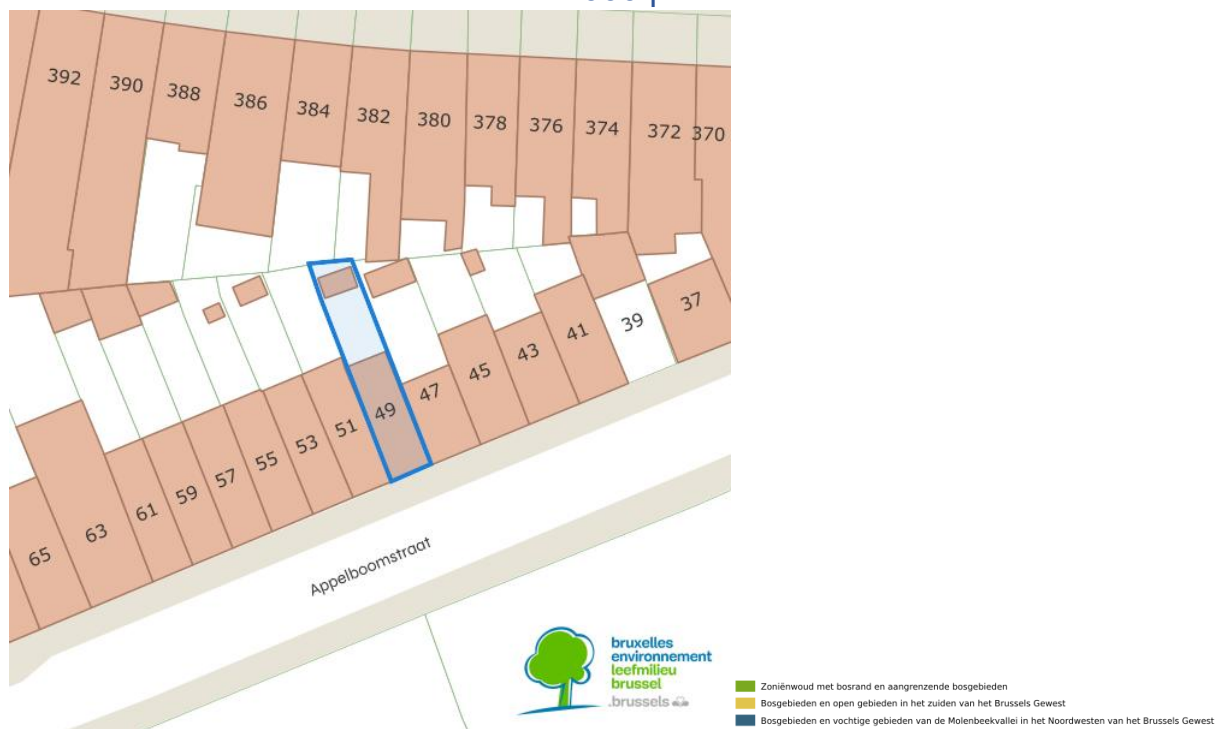 392 390 388 386 384 382 380 378 376 374 372 370
65 63 61 59 57 55 53 51 49 47 45 43 41 39 37
Appelboomstraat
bruxelles
environnement
leefmilieu
brussel
.brussels
Zoniënwoud met bosrand en aangrenzende bosgebieden
Bosgebieden en open gebieden in het zuiden van het Brussels Gewest
Bosgebieden en vochtige gebieden van de Molenbeekvallei in het Noordwesten van het Brussels Gewest